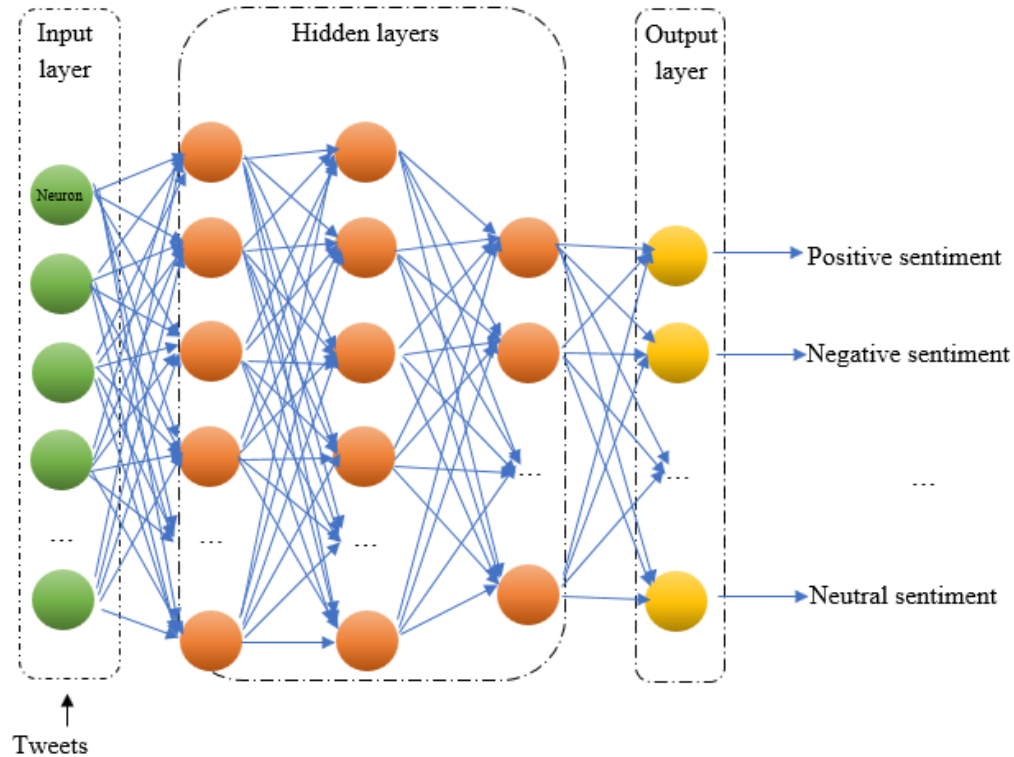 Input
layer
Hidden layers
Output
layer
Neuron
Positive sentiment
Negative sentiment
...
...
...
...
...
...
Neutral sentiment
Tweets